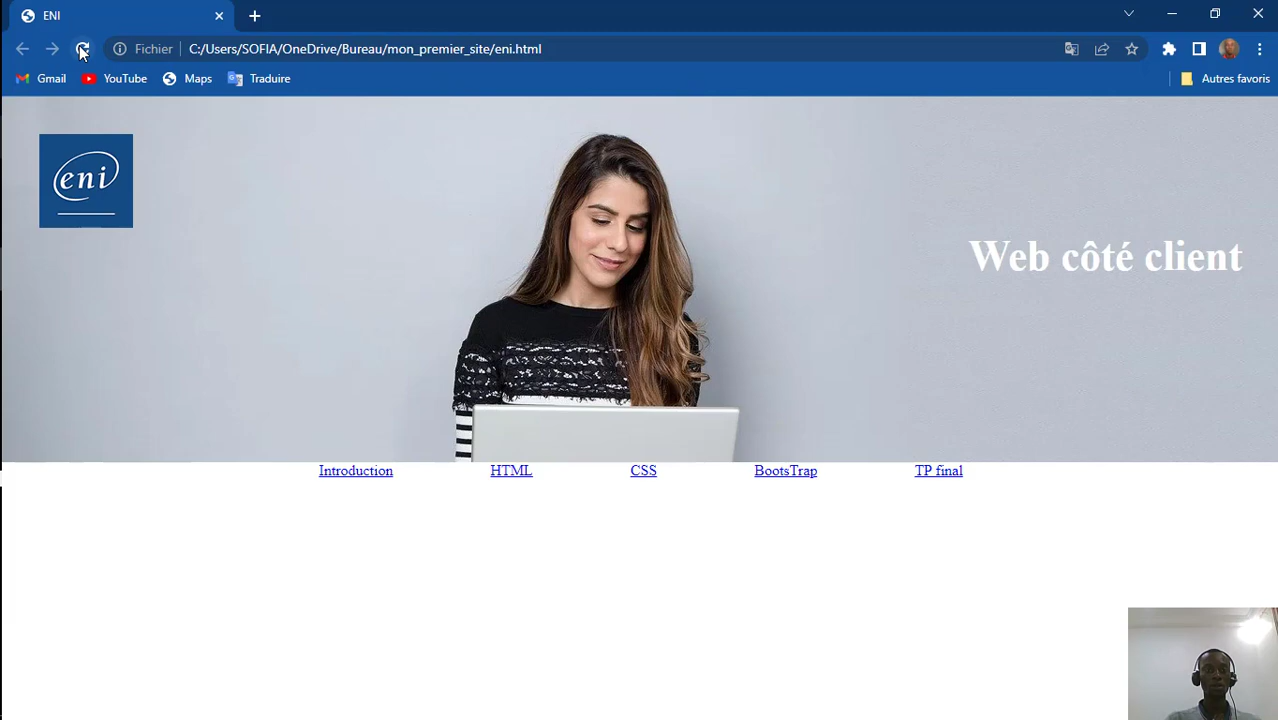 ENI
Fichier C:/Users/SOFIA/OneDrive/Bureau/mon_premier_site/eni.html
Gmail YouTube Maps Traduire Autres favoris
eni
Web côté client
Introduction HTML CSS BootsTrap TP final